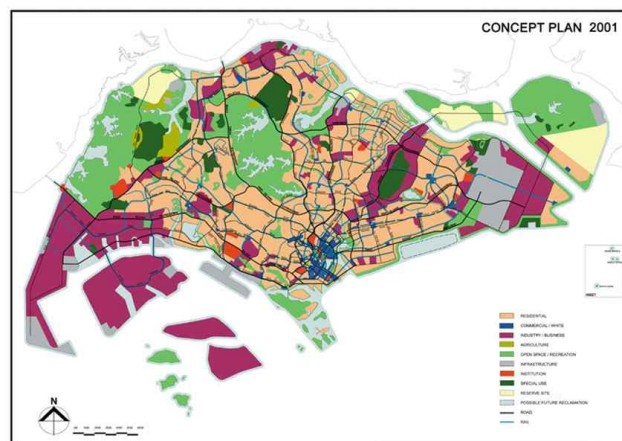 CONCEPT PLAN 2001
INSET
RESIDENTIAL
COMMERCIAL / WHITE
INDUSTRY / BUSINESS
AGRICULTURE
OPEN SPACE / RECREATION
INFRASTRUCTURE
INSTITUTION
SPECIAL USE
RESERVE SITE
POSSIBLE FUTURE RECLAMATION
ROAD
RAIL
N